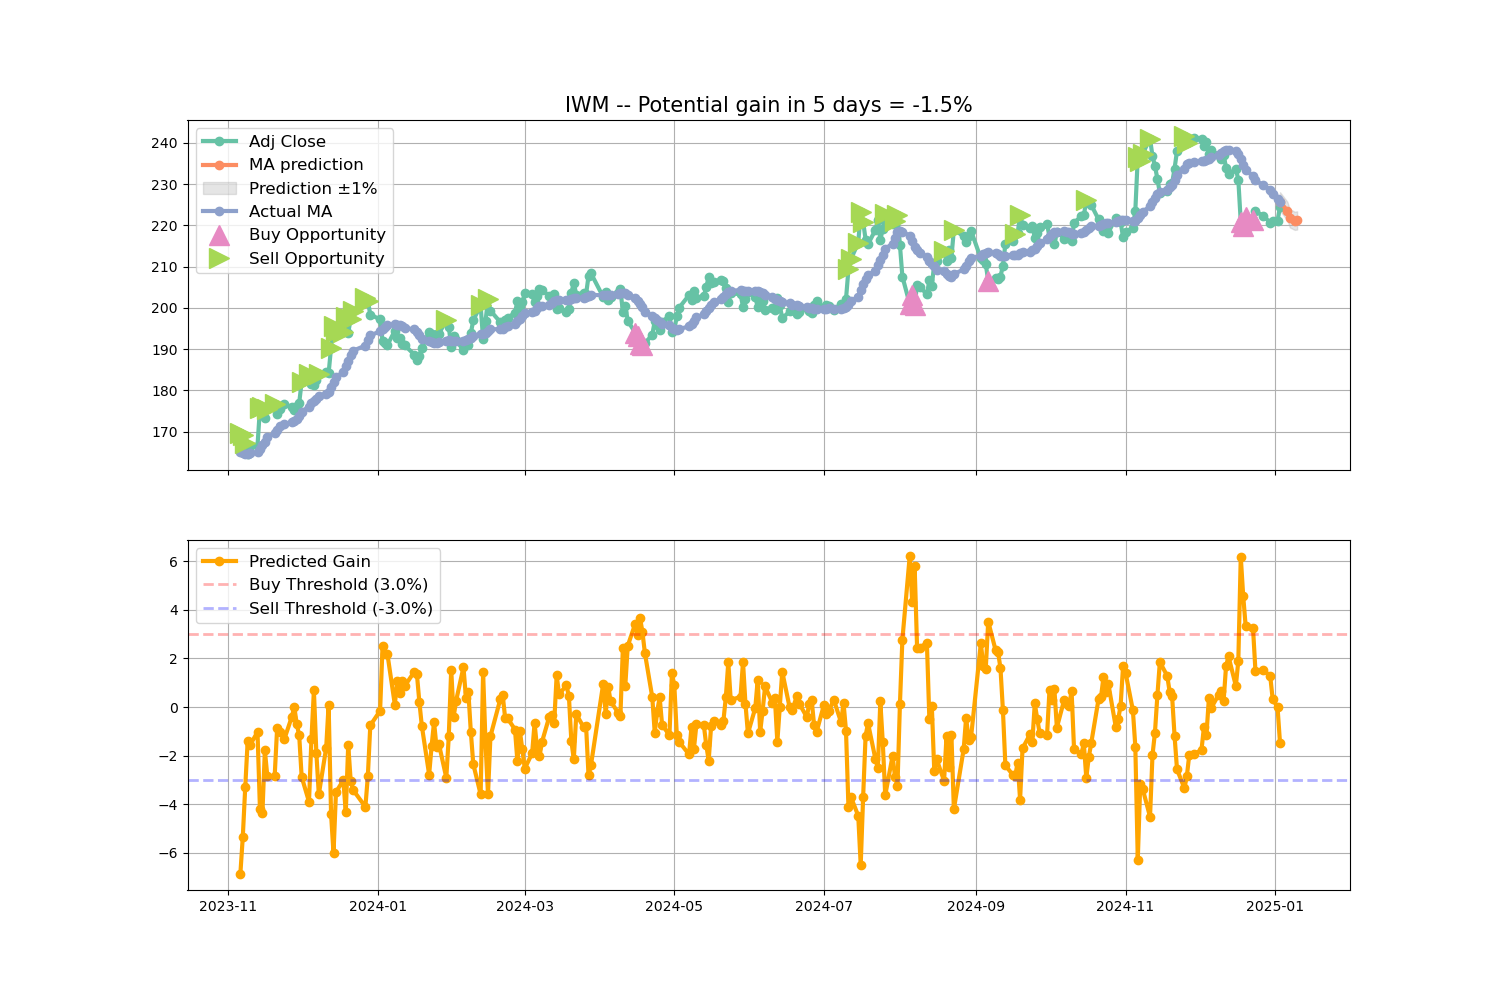 IWM -- Potential gain in 5 days = -1.5%
240
230
220
210
200
190
180
170
Adj Close
MA prediction
Prediction ±1%
Actual MA
Buy Opportunity
Sell Opportunity
6
4
2
0
−2
−4
−6
Predicted Gain
Buy Threshold (3.0%)
Sell Threshold (-3.0%)
2023-11 2024-01 2024-03 2024-05 2024-07 2024-09 2024-11 2025-01